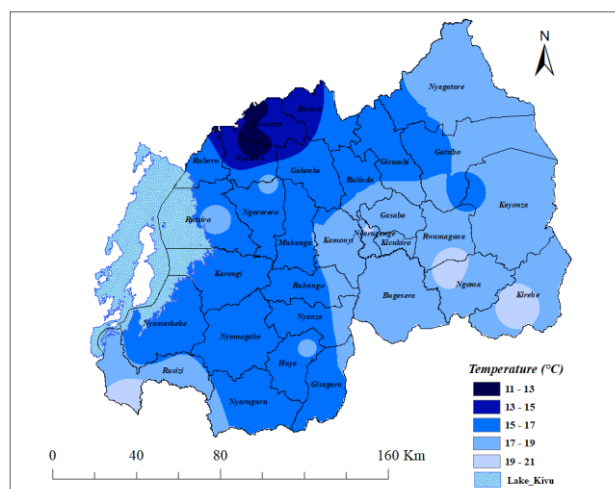 N
Nyagatare
Burera
Musanze
Nyabihu
Gatsibo
Gicumbi
Rubavu
Gakenke
Rulindo
Kayonza
Rutsiro
Ngororero
Gasabo
Nyarugenge
Kamonyi
Kicukiro
Rwamagana
Muhanga
Karongi
Ruhango
Bugesera
Ngoma
Kirehe
Nyamasheke
Nyanza
Nyamagabe
Huye
Rusizi
Gisagara
Nyaruguru
Temperature (°C)
11 - 13
13 - 15
15 - 17
17 - 19
19 - 21
Lake_Kivu
0 40 80 160 Km